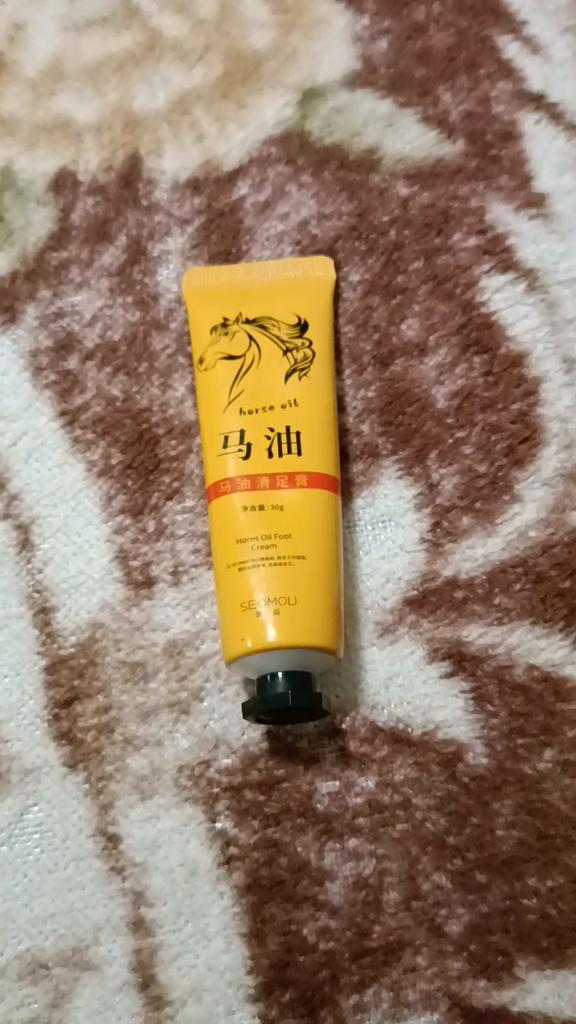 horse oil
马油
马油清足膏
净含量:30g
Hores Oil Foot
Cream
SEOMOU